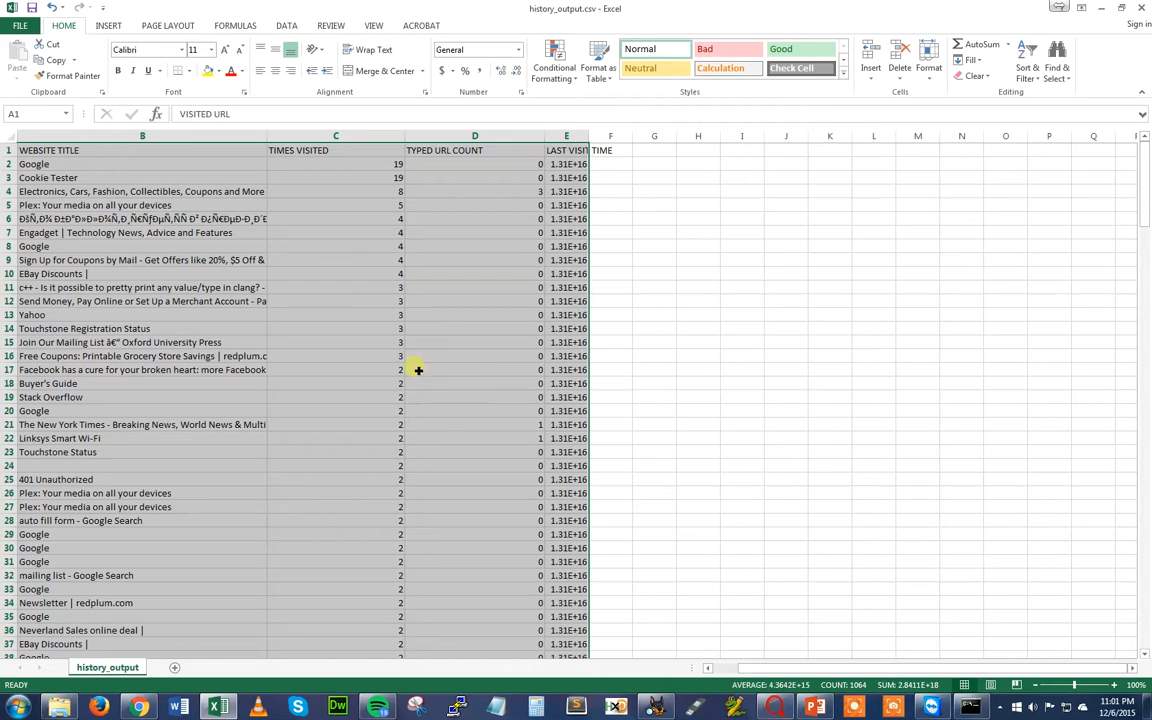 history_output.csv - Excel
FILE HOME INSERT PAGE LAYOUT FORMULAS DATA REVIEW VIEW ACROBAT Sign in
Paste Cut Copy Format Painter Clipboard
Calibri 11 Font
Wrap Text Merge & Center Alignment
General $ % Number
Conditional Formatting Format as Table
Normal Bad Good
Neutral Calculation Check Cell Styles
Insert Delete Format Cells
AutoSum Fill Clear Sort & Filter Find & Select Editing
A1 fx VISITED URL
B C D E F G H I J K L M N O P Q
1 WEBSITE TITLE TIMES VISITED TYPED URL COUNT LAST VISIT TIME
2 Google 19 0 1.31E+16
3 Cookie Tester 19 0 1.31E+16
4 Electronics, Cars, Fashion, Collectibles, Coupons and More 8 3 1.31E+16
5 Plex: Your media on all your devices 5 0 1.31E+16
6 4 0 1.31E+16
7 Engadget | Technology News, Advice and Features 4 0 1.31E+16
8 Google 4 0 1.31E+16
9 Sign Up for Coupons by Mail - Get Offers like 20%, $5 Off & 4 0 1.31E+16
10 EBay Discounts | 4 0 1.31E+16
11 c++ - Is it possible to pretty print any value/type in clang? - 3 0 1.31E+16
12 Send Money, Pay Online or Set Up a Merchant Account - Pa 3 0 1.31E+16
13 Yahoo 3 0 1.31E+16
14 Touchstone Registration Status 3 0 1.31E+16
15 Join Our Mailing List â€“ Oxford University Press 3 0 1.31E+16
16 Free Coupons: Printable Grocery Store Savings | redplum.c 3 0 1.31E+16
17 Facebook has a cure for your broken heart: more Facebook 2 0 1.31E+16
18 Buyer's Guide 2 0 1.31E+16
19 Stack Overflow 2 0 1.31E+16
20 Google 2 0 1.31E+16
21 The New York Times - Breaking News, World News & Multi 2 1 1.31E+16
22 Linksys Smart Wi-Fi 2 1 1.31E+16
23 Touchstone Status 2 0 1.31E+16
24 2 0 1.31E+16
25 401 Unauthorized 2 0 1.31E+16
26 Plex: Your media on all your devices 2 0 1.31E+16
27 Plex: Your media on all your devices 2 0 1.31E+16
28 auto fill form - Google Search 2 0 1.31E+16
29 Google 2 0 1.31E+16
30 Google 2 0 1.31E+16
31 Google 2 0 1.31E+16
32 mailing list - Google Search 2 0 1.31E+16
33 Google 2 0 1.31E+16
34 Newsletter | redplum.com 2 0 1.31E+16
35 Google 2 0 1.31E+16
36 Neverland Sales online deal | 2 0 1.31E+16
37 EBay Discounts | 2 0 1.31E+16
38 Google 2 0 1.31E+16
history_output
READY AVERAGE: 4.3642E+15 COUNT: 1064 SUM: 2.8411E+18 100%
11:01 PM
12/6/2015